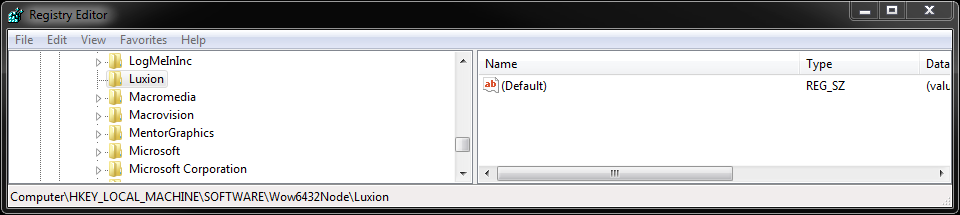 Registry Editor
File Edit View Favorites Help
LogMeInInc
Luxion
Macromedia
Macrovision
MentorGraphics
Microsoft
Microsoft Corporation
Name Type Data
ab (Default) REG_SZ (valu
Computer\HKEY_LOCAL_MACHINE\SOFTWARE\Wow6432Node\Luxion